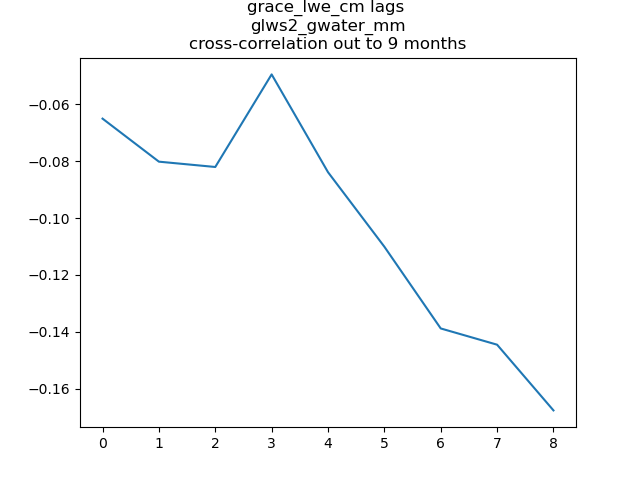 grace_lwe_cm lags
glws2_gwater_mm
cross-correlation out to 9 months
−0.06
−0.08
−0.10
−0.12
−0.14
−0.16
0 1 2 3 4 5 6 7 8